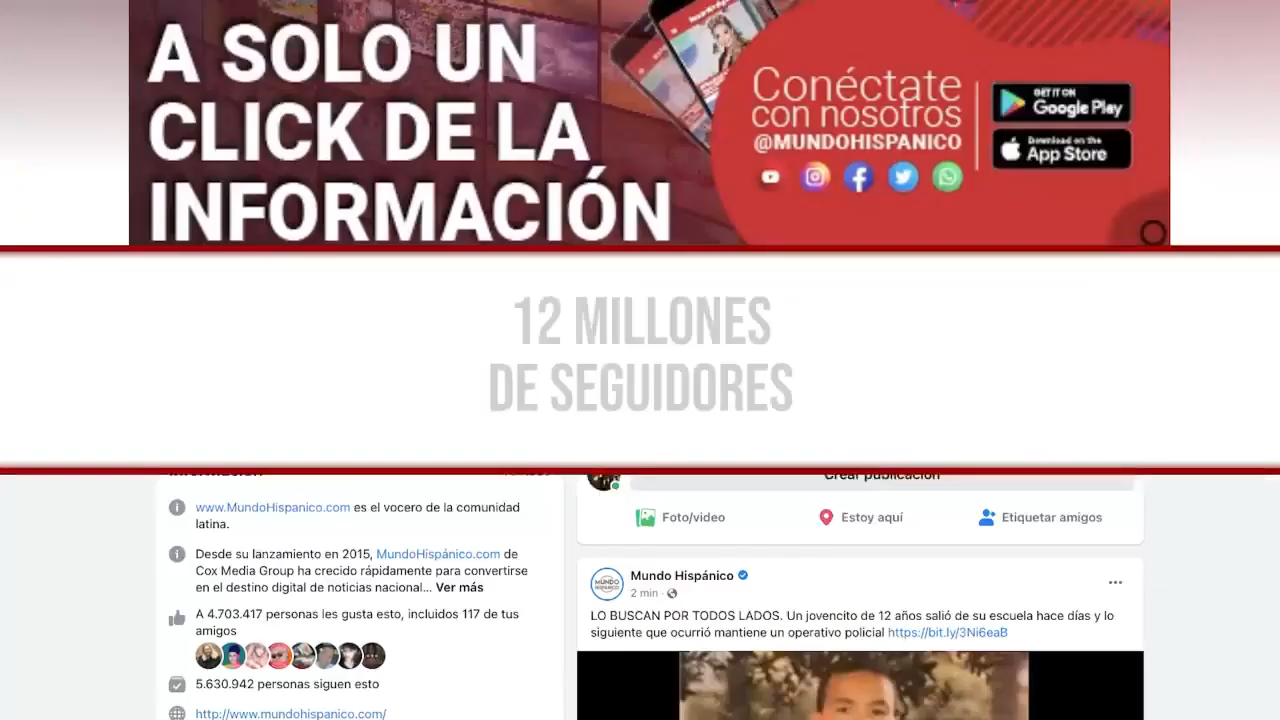 A SOLO UN
CLICK DE LA
INFORMACIÓN
Conéctate
con nosotros
@MUNDOHISPANICO
GET IT ON
Google Play
Download on the
App Store
12 MILLONES
DE SEGUIDORES
www.MundoHispanico.com es el vocero de la comunidad
latina.
Desde su lanzamiento en 2015, MundoHispánico.com de
Cox Media Group ha crecido rápidamente para convertirse
en el destino digital de noticias nacional... Ver más
A 4.703.417 personas les gusta esto, incluidos 117 de tus
amigos
5.630.942 personas siguen esto
http://www.mundohispanico.com/
Crear publicación
Foto/video
Estoy aquí
Etiquetar amigos
MUNDO
HISPÁNICO
Mundo Hispánico
2 min ·
LO BUSCAN POR TODOS LADOS. Un jovencito de 12 años salió de su escuela hace días y lo
siguiente que ocurrió mantiene un operativo policial https://bit.ly/3Ni6eaB